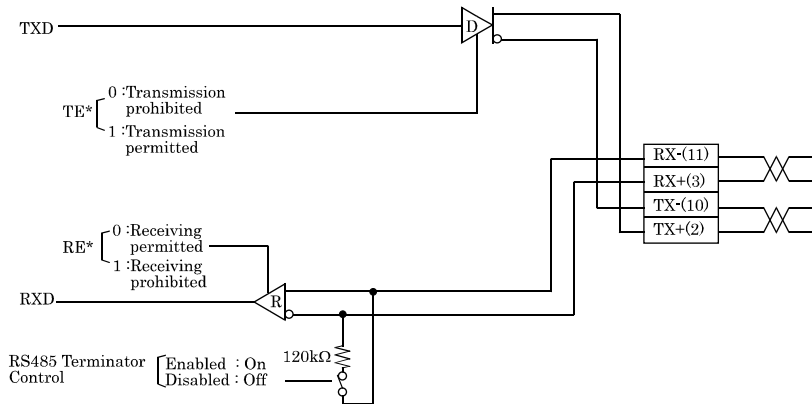 TXD
D
TE*
0 :Transmission
prohibited
1 :Transmission
permitted
RX-(11)
RX+(3)
TX-(10)
TX+(2)
RE*
0 :Receiving
permitted
1 :Receiving
prohibited
RXD
R
120kΩ
RS485 Terminator
Control
Enabled : On
Disabled : Off